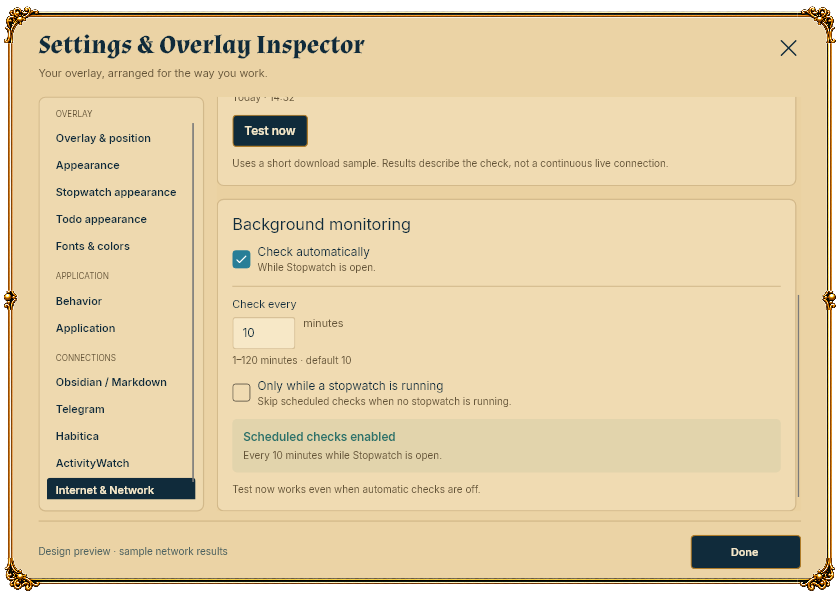 Settings & Overlay Inspector
Your overlay, arranged for the way you work.
OVERLAY
Overlay & position
Appearance
Stopwatch appearance
Todo appearance
Fonts & colors
APPLICATION
Behavior
Application
CONNECTIONS
Obsidian / Markdown
Telegram
Habitica
ActivityWatch
Internet & Network
Today · 14:32
Test now
Uses a short download sample. Results describe the check, not a continuous live connection.
Background monitoring
Check automatically
While Stopwatch is open.
Check every
10 minutes
1–120 minutes · default 10
Only while a stopwatch is running
Skip scheduled checks when no stopwatch is running.
Scheduled checks enabled
Every 10 minutes while Stopwatch is open.
Test now works even when automatic checks are off.
Design preview · sample network results
Done